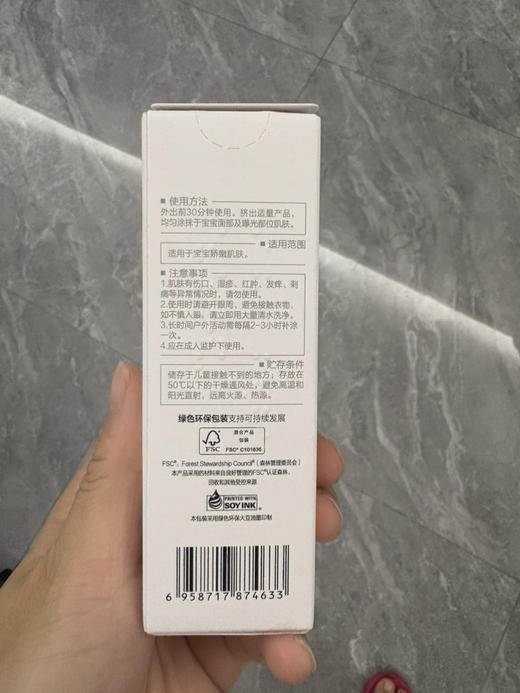 ■ 使用方法
外出前30分钟使用。挤出适量产品，
均匀涂抹于宝宝面部及曝光部位肌肤。
■ 适用范围
适用于宝宝娇嫩肌肤。
■ 注意事项
1.肌肤有伤口、湿疹、红肿、发痒、刺
痛等异常情况时，请勿使用。
2.使用时请避开眼周，避免接触衣物，
如不慎入眼，请立即用大量清水洗净。
3.长时间户外活动需每隔2-3小时补涂
一次。
4.应在成人监护下使用。
■ 贮存条件
储存于儿童接触不到的地方；存放在
50℃以下的干燥通风处，避免高温和
阳光直射，远离火源、热源。
绿色环保包装支持可持续发展
FSC
混合产品
包装
FSC® C101636
FSC®，Forest Stewardship Council®（森林管理委员会）
本产品采用的材料来自良好管理的FSC®认证森林、
回收和其他受控来源
PRINTED WITH
SOY INK
本包装采用绿色环保大豆油墨印制
6 958717 874633